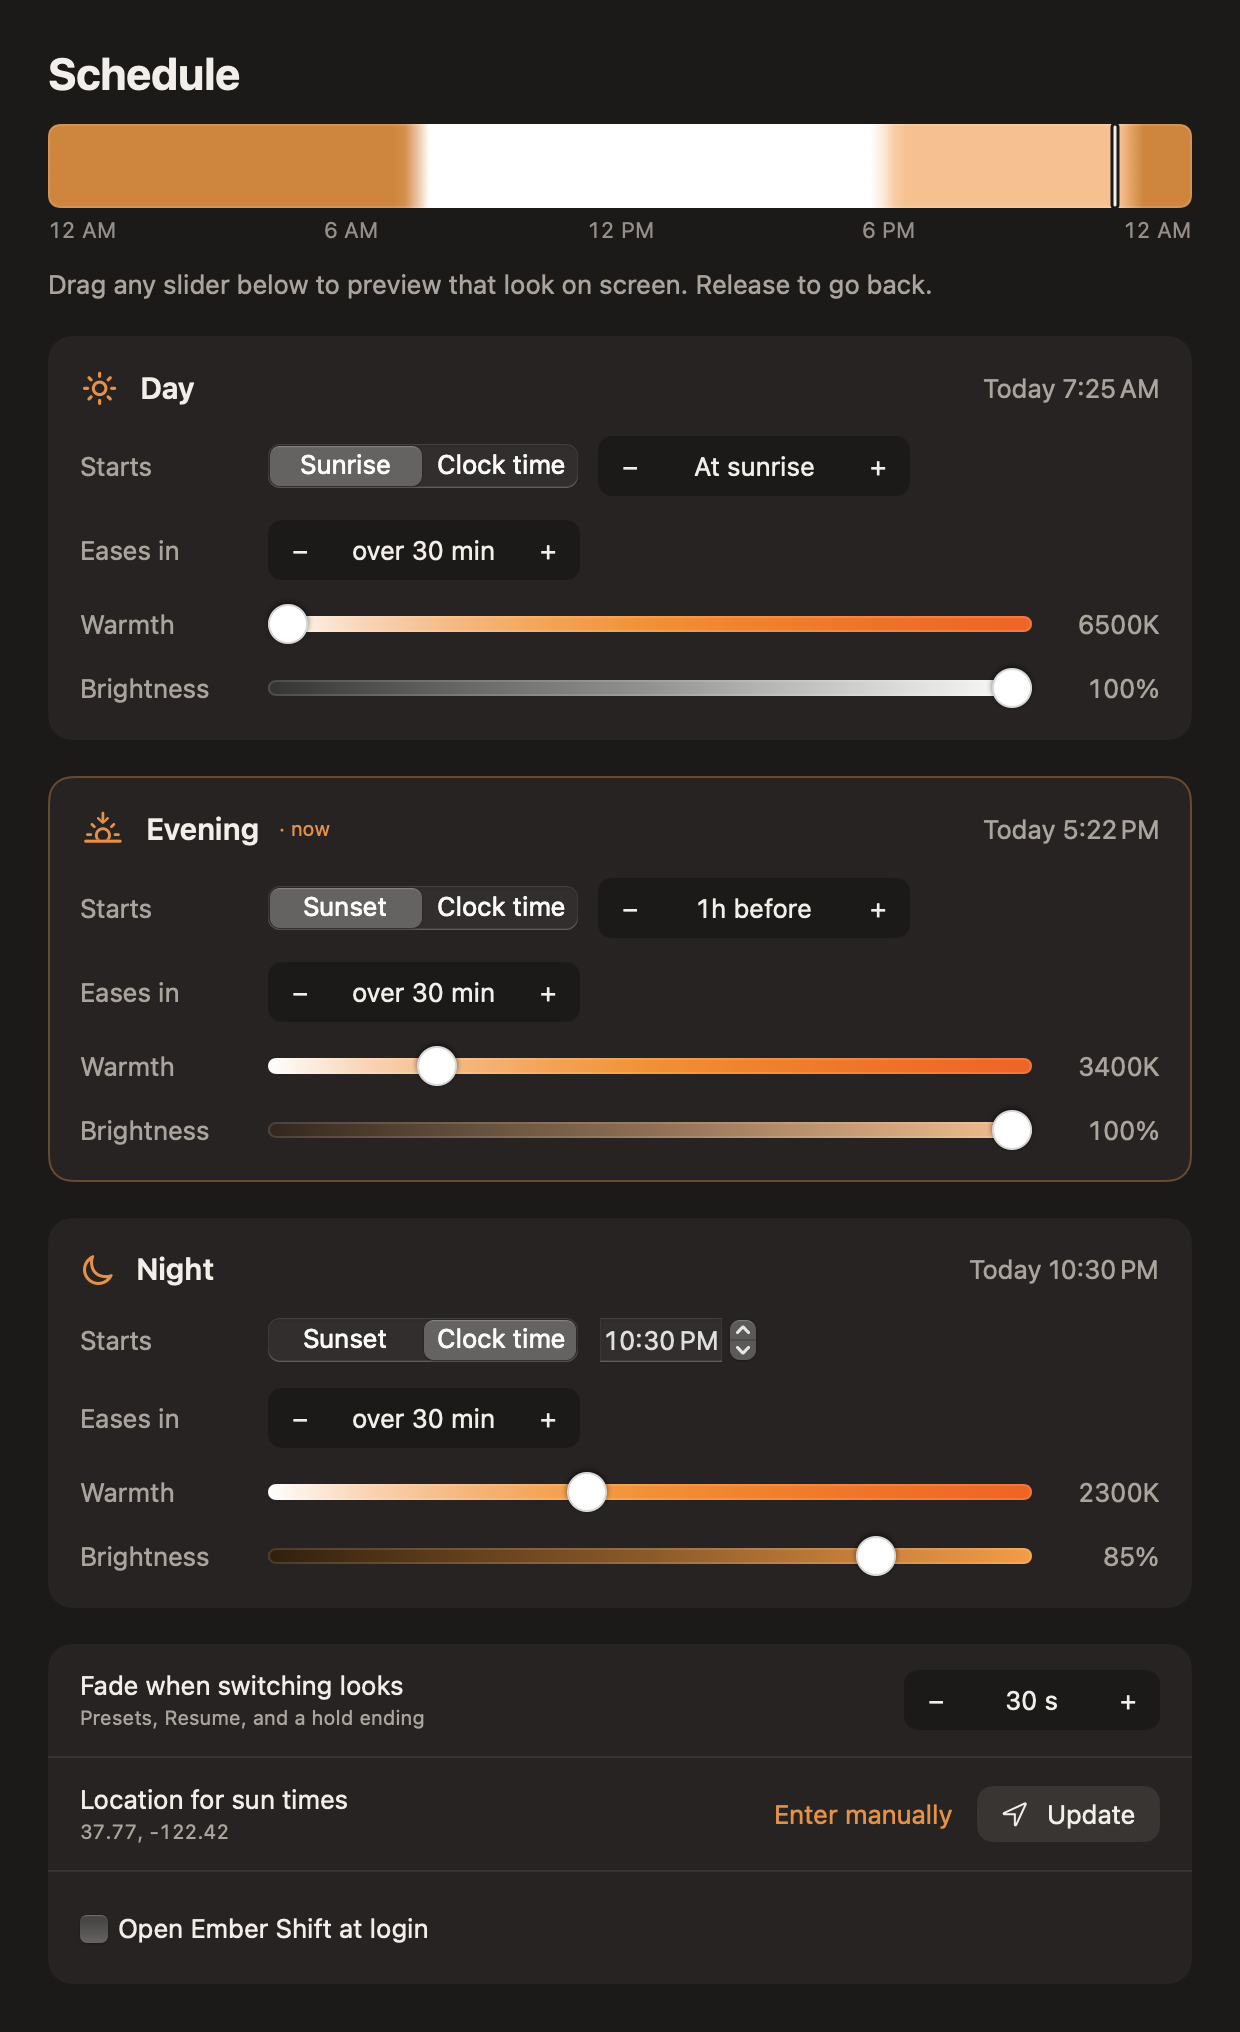 Schedule
12 AM 6 AM 12 PM 6 PM 12 AM
Drag any slider below to preview that look on screen. Release to go back.
Day Today 7:25 AM
Starts Sunrise Clock time – At sunrise +
Eases in – over 30 min +
Warmth 6500K
Brightness 100%
Evening · now Today 5:22 PM
Starts Sunset Clock time – 1h before +
Eases in – over 30 min +
Warmth 3400K
Brightness 100%
Night Today 10:30 PM
Starts Sunset Clock time 10:30 PM
Eases in – over 30 min +
Warmth 2300K
Brightness 85%
Fade when switching looks – 30 s +
Presets, Resume, and a hold ending
Location for sun times Enter manually Update
37.77, -122.42
Open Ember Shift at login